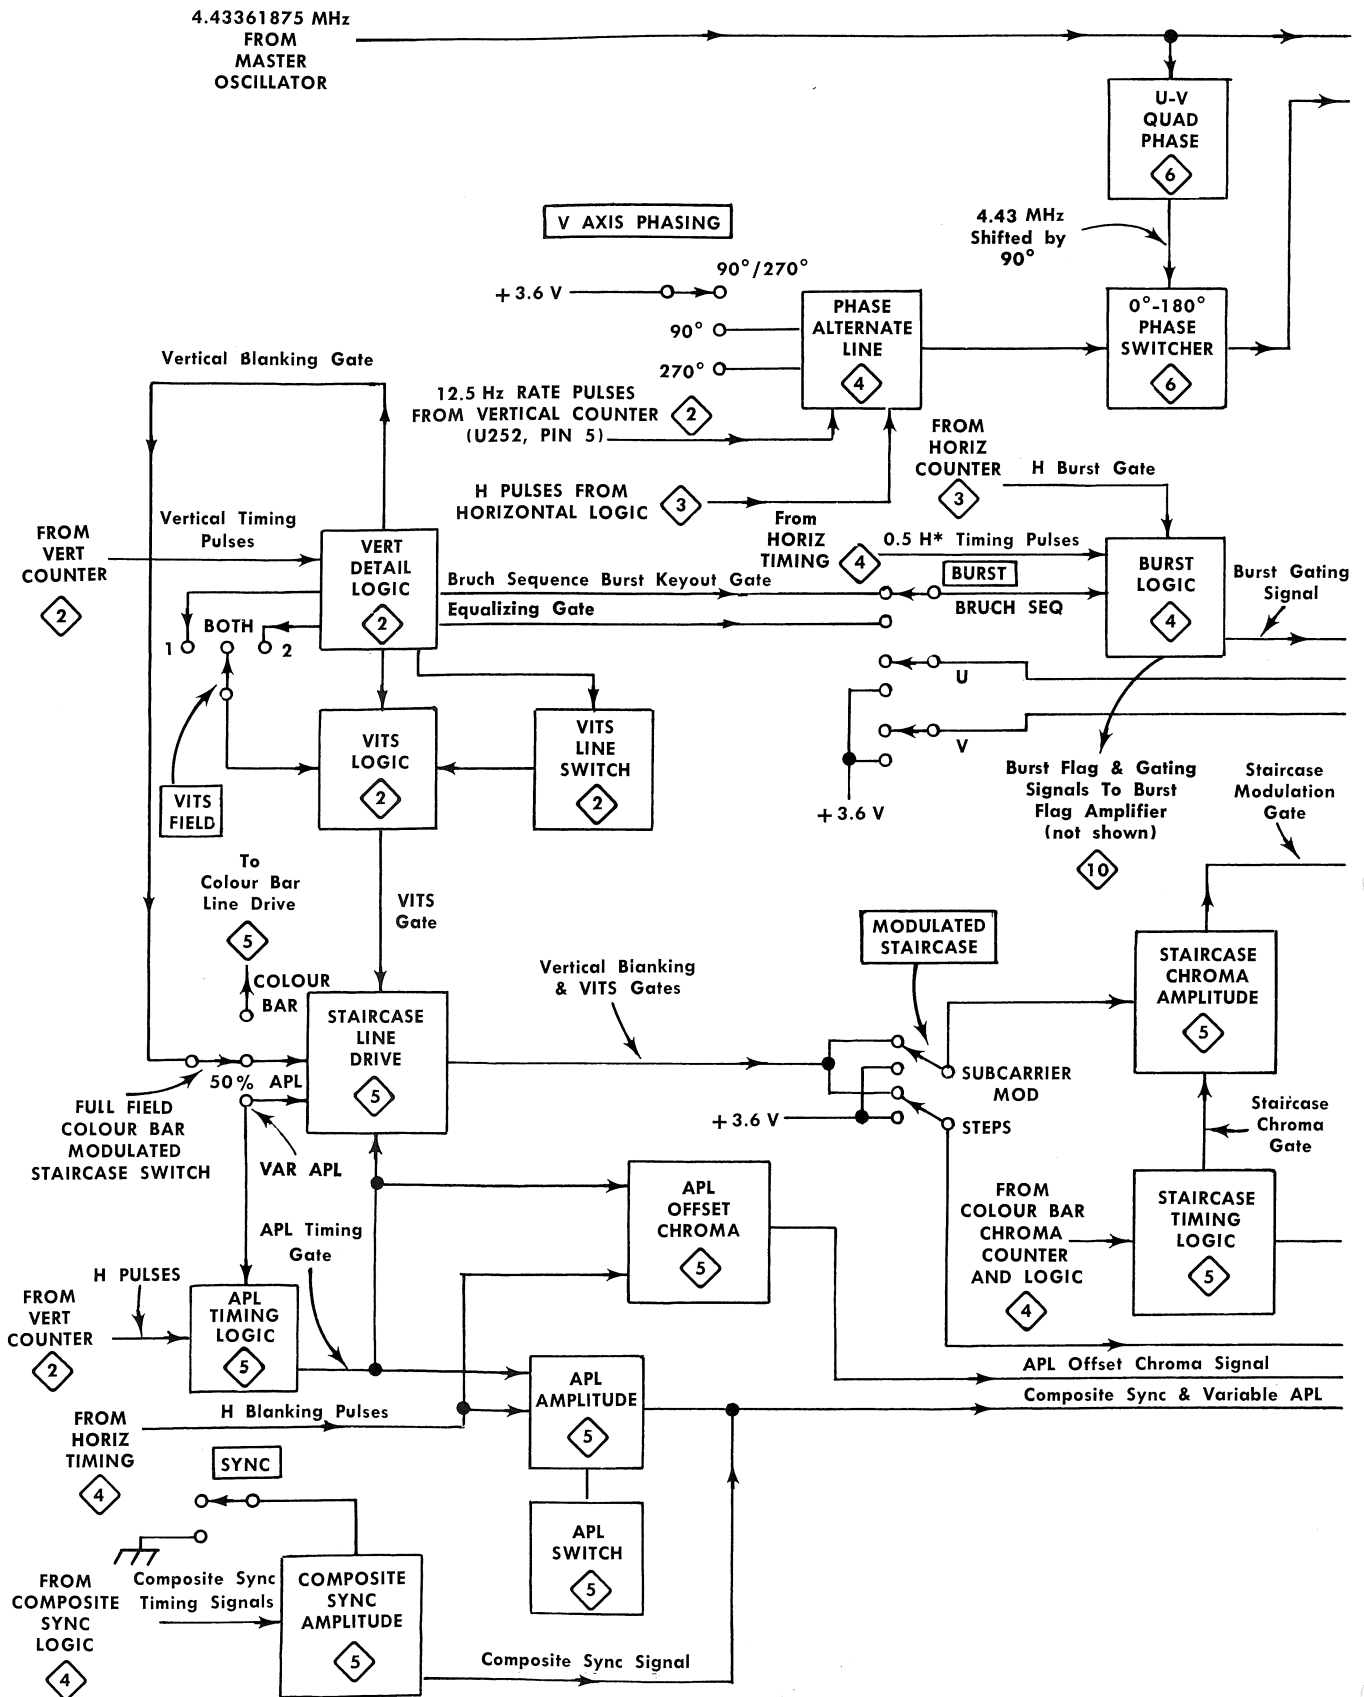 4.43361875 MHz
FROM
MASTER
OSCILLATOR
U-V
QUAD
PHASE
6
4.43 MHz
Shifted by
90°
V AXIS PHASING
90°/270°
+3.6 V
90°
270°
PHASE
ALTERNATE
LINE
4
0°-180°
PHASE
SWITCHER
6
12.5 Hz RATE PULSES
FROM VERTICAL COUNTER
(U252, PIN 5)
2
H PULSES FROM
HORIZONTAL LOGIC
3
Vertical Blanking Gate
FROM
HORIZ
COUNTER
3
H Burst Gate
From
HORIZ
TIMING
4
0.5 H* Timing Pulses
FROM
VERT
COUNTER
2
Vertical Timing
Pulses
VERT
DETAIL
LOGIC
2
Bruch Sequence Burst Keyout Gate
Equalizing Gate
BURST
BRUCH SEQ
BURST
LOGIC
4
Burst Gating
Signal
1
BOTH
2
U
V
+3.6 V
VITS
LOGIC
2
VITS
LINE
SWITCH
2
VITS
FIELD
Burst Flag & Gating
Signals To Burst
Flag Amplifier
(not shown)
10
Staircase
Modulation
Gate
To
Colour Bar
Line Drive
5
VITS
Gate
COLOUR
BAR
STAIRCASE
LINE
DRIVE
5
50% APL
FULL FIELD
COLOUR BAR
MODULATED
STAIRCASE SWITCH
VAR APL
Vertical Blanking
& VITS Gates
MODULATED
STAIRCASE
SUBCARRIER
MOD
+3.6 V
STEPS
STAIRCASE
CHROMA
AMPLITUDE
5
Staircase
Chroma
Gate
FROM
COLOUR BAR
CHROMA
COUNTER
AND LOGIC
4
STAIRCASE
TIMING
LOGIC
5
APL
OFFSET
CHROMA
5
APL Timing
Gate
H PULSES
FROM
VERT
COUNTER
2
APL
TIMING
LOGIC
5
APL Offset Chroma Signal
Composite Sync & Variable APL
H Blanking Pulses
FROM
HORIZ
TIMING
4
APL
AMPLITUDE
5
SYNC
APL
SWITCH
5
FROM
COMPOSITE
SYNC
LOGIC
4
Composite Sync
Timing Signals
COMPOSITE
SYNC
AMPLITUDE
5
Composite Sync Signal